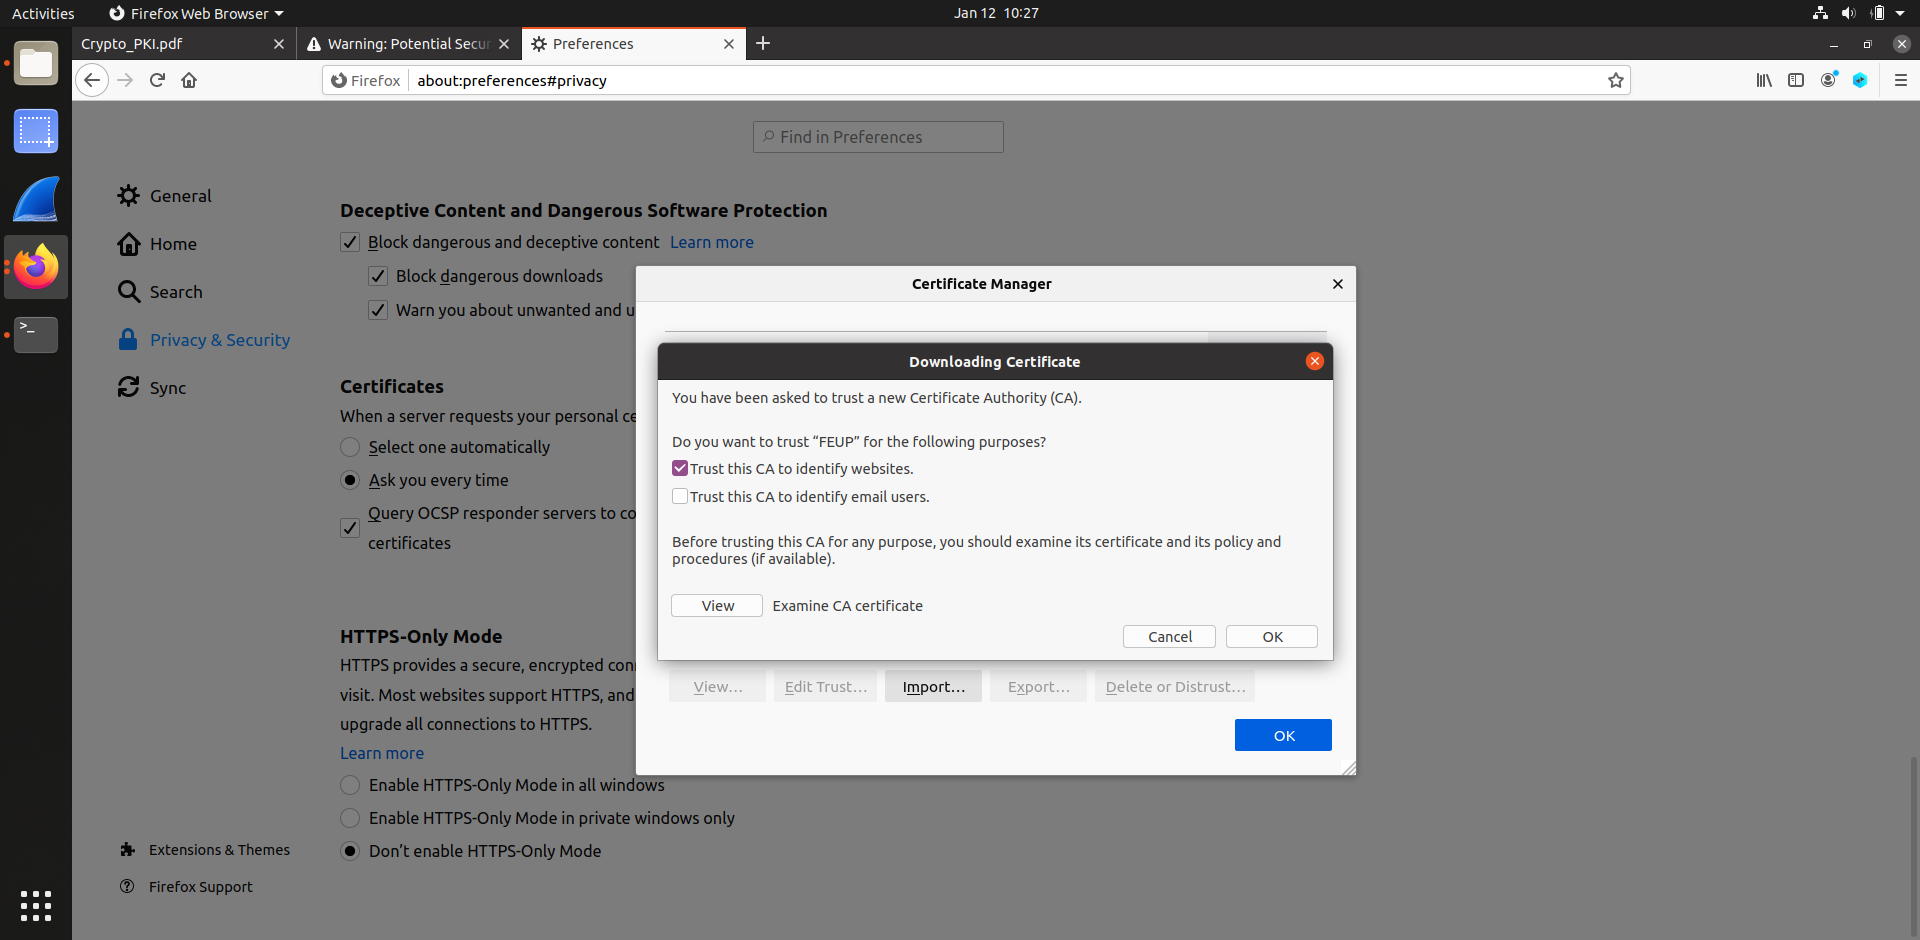 Activities
Firefox Web Browser
Jan 12 10:27
Crypto_PKI.pdf
Warning: Potential Secur
Preferences
Firefox
about:preferences#privacy
Find in Preferences
General
Home
Search
Privacy & Security
Sync
Extensions & Themes
Firefox Support
Deceptive Content and Dangerous Software Protection
Block dangerous and deceptive content Learn more
Block dangerous downloads
Warn you about unwanted and u
Certificates
When a server requests your personal ce
Select one automatically
Ask you every time
Query OCSP responder servers to co
certificates
HTTPS-Only Mode
HTTPS provides a secure, encrypted con
visit. Most websites support HTTPS, and
upgrade all connections to HTTPS.
Learn more
Enable HTTPS-Only Mode in all windows
Enable HTTPS-Only Mode in private windows only
Don’t enable HTTPS-Only Mode
Certificate Manager
Downloading Certificate
You have been asked to trust a new Certificate Authority (CA).
Do you want to trust “FEUP” for the following purposes?
Trust this CA to identify websites.
Trust this CA to identify email users.
Before trusting this CA for any purpose, you should examine its certificate and its policy and
procedures (if available).
View Examine CA certificate
Cancel OK
View… Edit Trust… Import… Export… Delete or Distrust…
OK